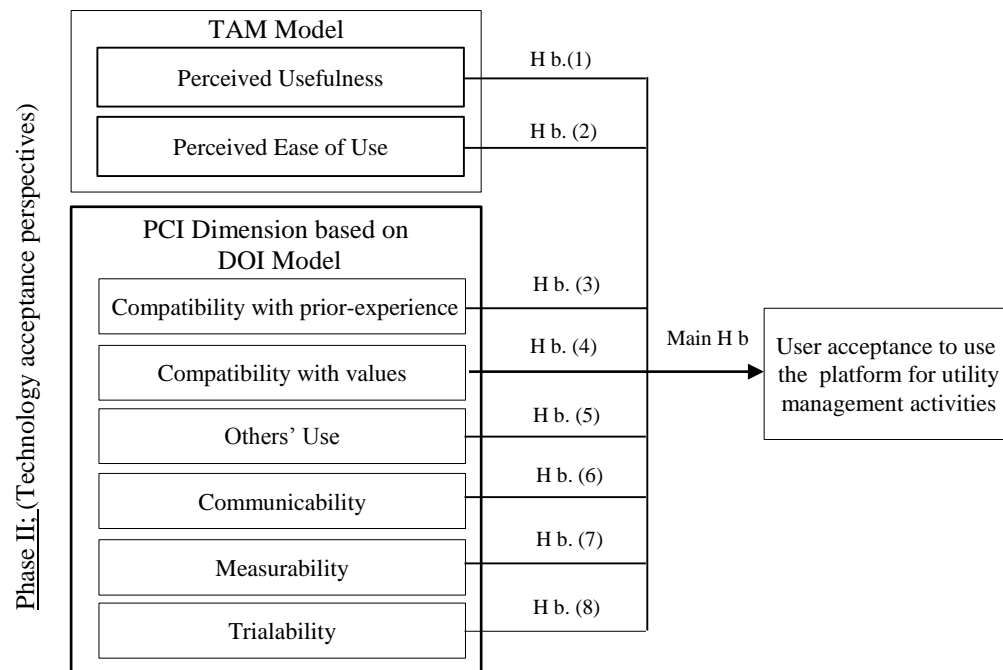 Phase II; (Technology acceptance perspectives)
TAM Model
Perceived Usefulness
H b.(1)
Perceived Ease of Use
H b. (2)
PCI Dimension based on
DOI Model
Compatibility with prior-experience
H b. (3)
Compatibility with values
H b. (4)
Others’ Use
H b. (5)
Communicability
H b. (6)
Measurability
H b. (7)
Trialability
H b. (8)
Main H b
User acceptance to use
the platform for utility
management activities